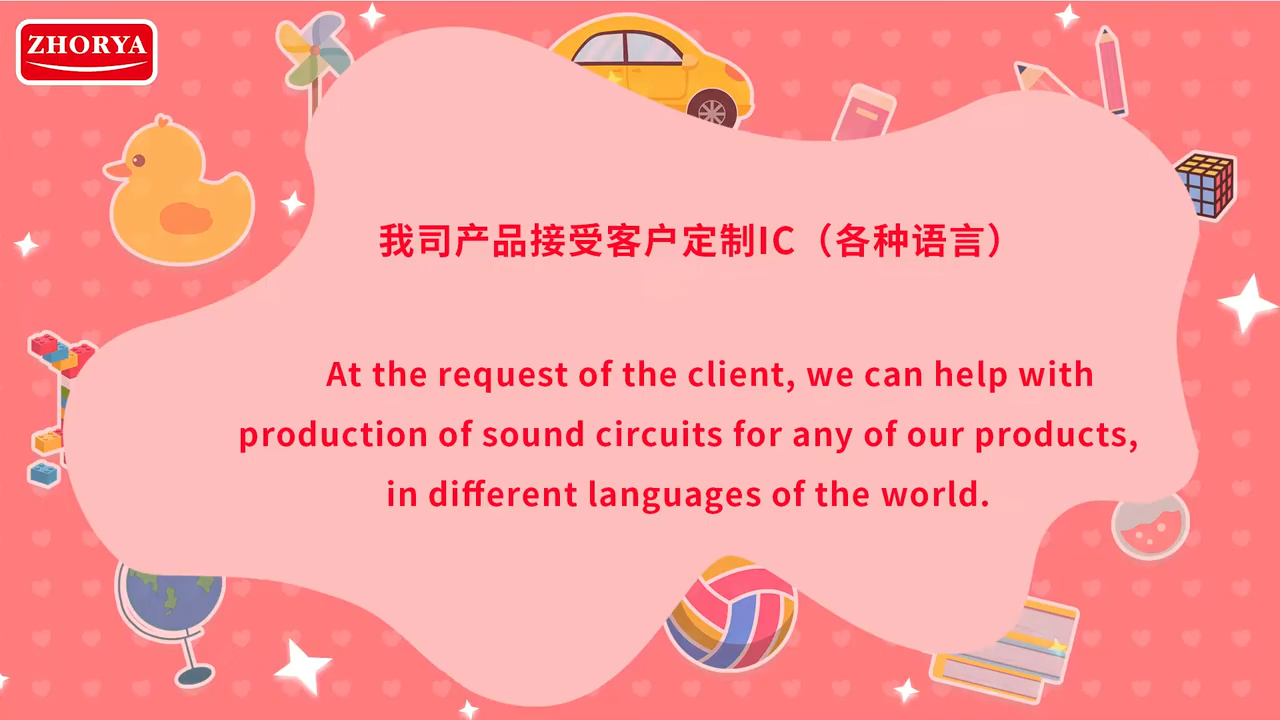 ZHORYA
我司产品接受客户定制IC（各种语言）
At the request of the client, we can help with
production of sound circuits for any of our products,
in different languages of the world.